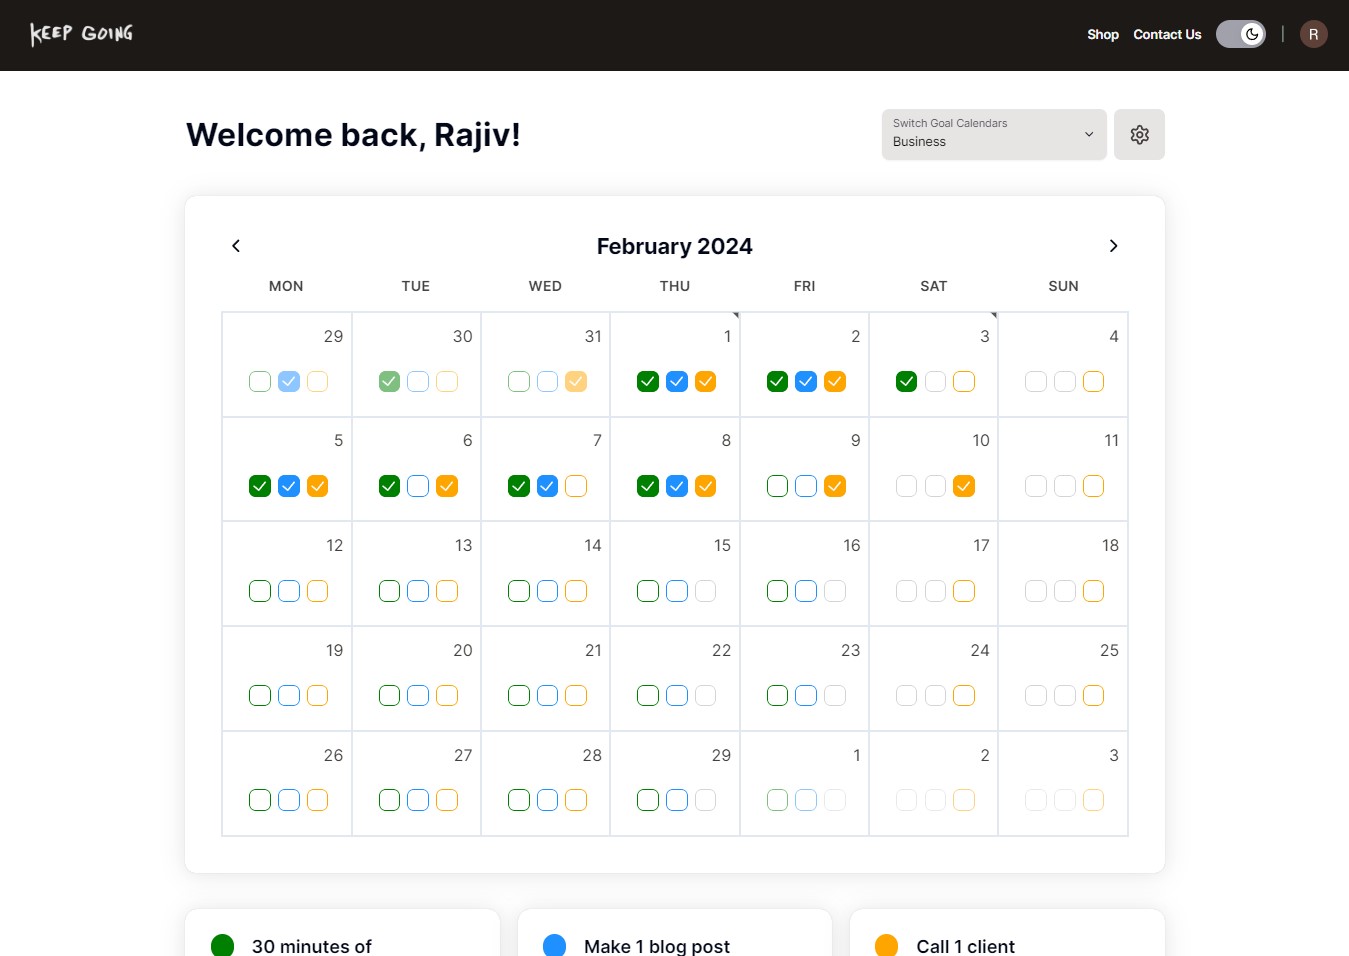 KEEP GOING
Shop Contact Us R
Welcome back, Rajiv!
Switch Goal Calendars
Business
February 2024
MON TUE WED THU FRI SAT SUN
29 30 31 1 2 3 4
5 6 7 8 9 10 11
12 13 14 15 16 17 18
19 20 21 22 23 24 25
26 27 28 29 1 2 3
30 minutes of Make 1 blog post Call 1 client